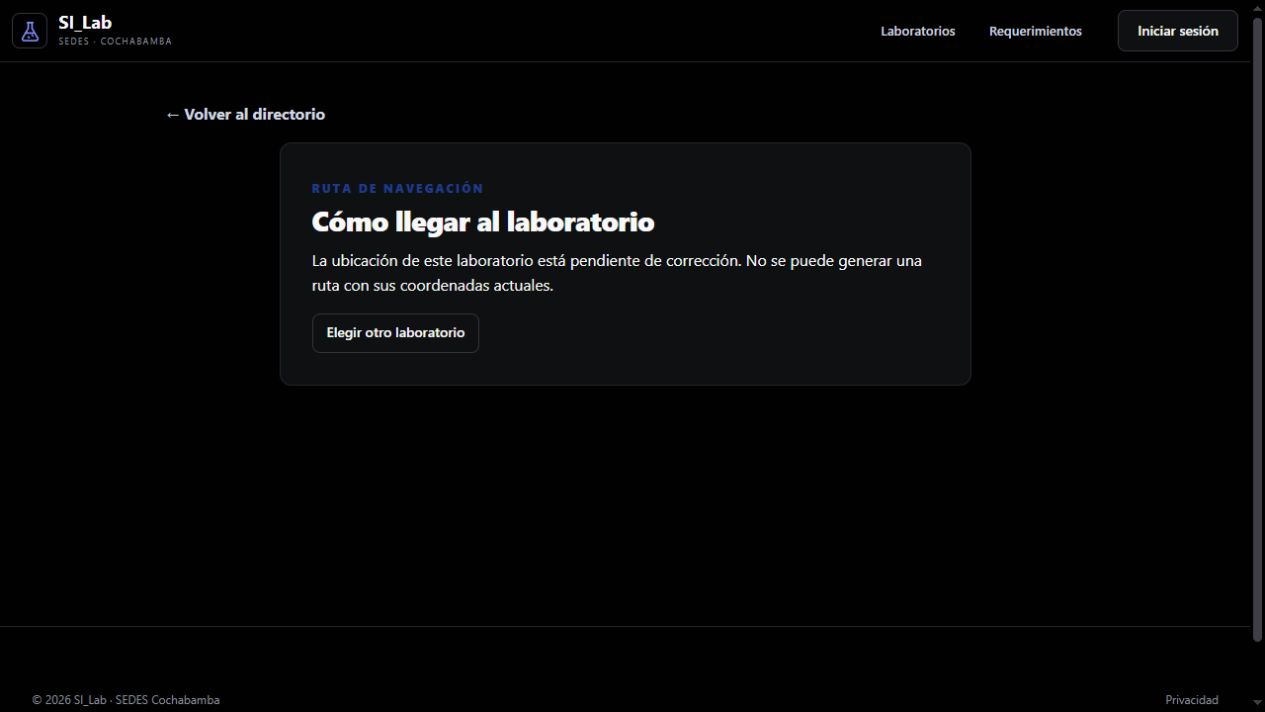 SI_Lab
SEDES · COCHABAMBA
Laboratorios
Requerimientos
Iniciar sesión
← Volver al directorio
RUTA DE NAVEGACIÓN
Cómo llegar al laboratorio
La ubicación de este laboratorio está pendiente de corrección. No se puede generar una
ruta con sus coordenadas actuales.
Elegir otro laboratorio
© 2026 SI_Lab · SEDES Cochabamba
Privacidad